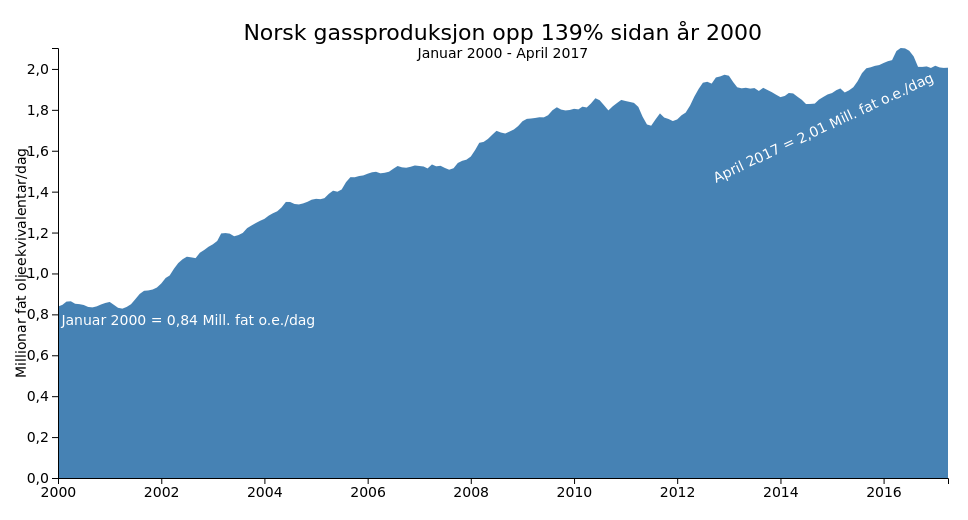 Norsk gassproduksjon opp 139% sidan år 2000
Januar 2000 - April 2017
Millionar fat oljeekvivalentar/dag
2,0
1,8
1,6
1,4
1,2
1,0
0,8
0,6
0,4
0,2
0,0
April 2017 = 2,01 Mill. fat o.e./dag
Januar 2000 = 0,84 Mill. fat o.e./dag
2000 2002 2004 2006 2008 2010 2012 2014 2016